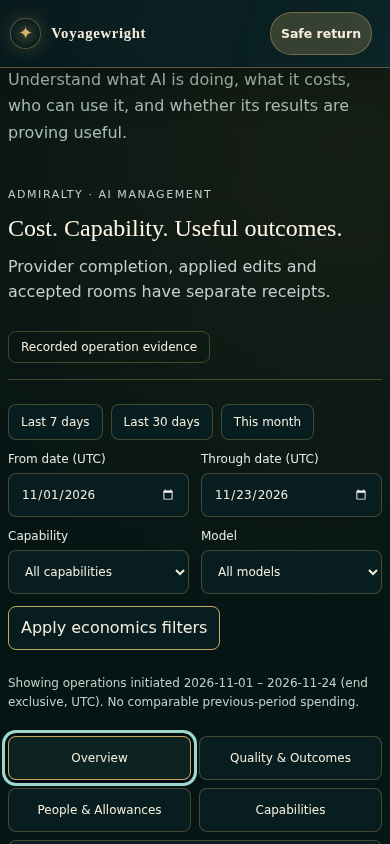 Voyagewright
Safe return
Understand what AI is doing, what it costs,
who can use it, and whether its results are
proving useful.
ADMIRALTY · AI MANAGEMENT
Cost. Capability. Useful outcomes.
Provider completion, applied edits and
accepted rooms have separate receipts.
Recorded operation evidence
Last 7 days
Last 30 days
This month
From date (UTC)
Through date (UTC)
11/01/2026
11/23/2026
Capability
Model
All capabilities
All models
Apply economics filters
Showing operations initiated 2026-11-01 – 2026-11-24 (end
exclusive, UTC). No comparable previous-period spending.
Overview
Quality & Outcomes
People & Allowances
Capabilities